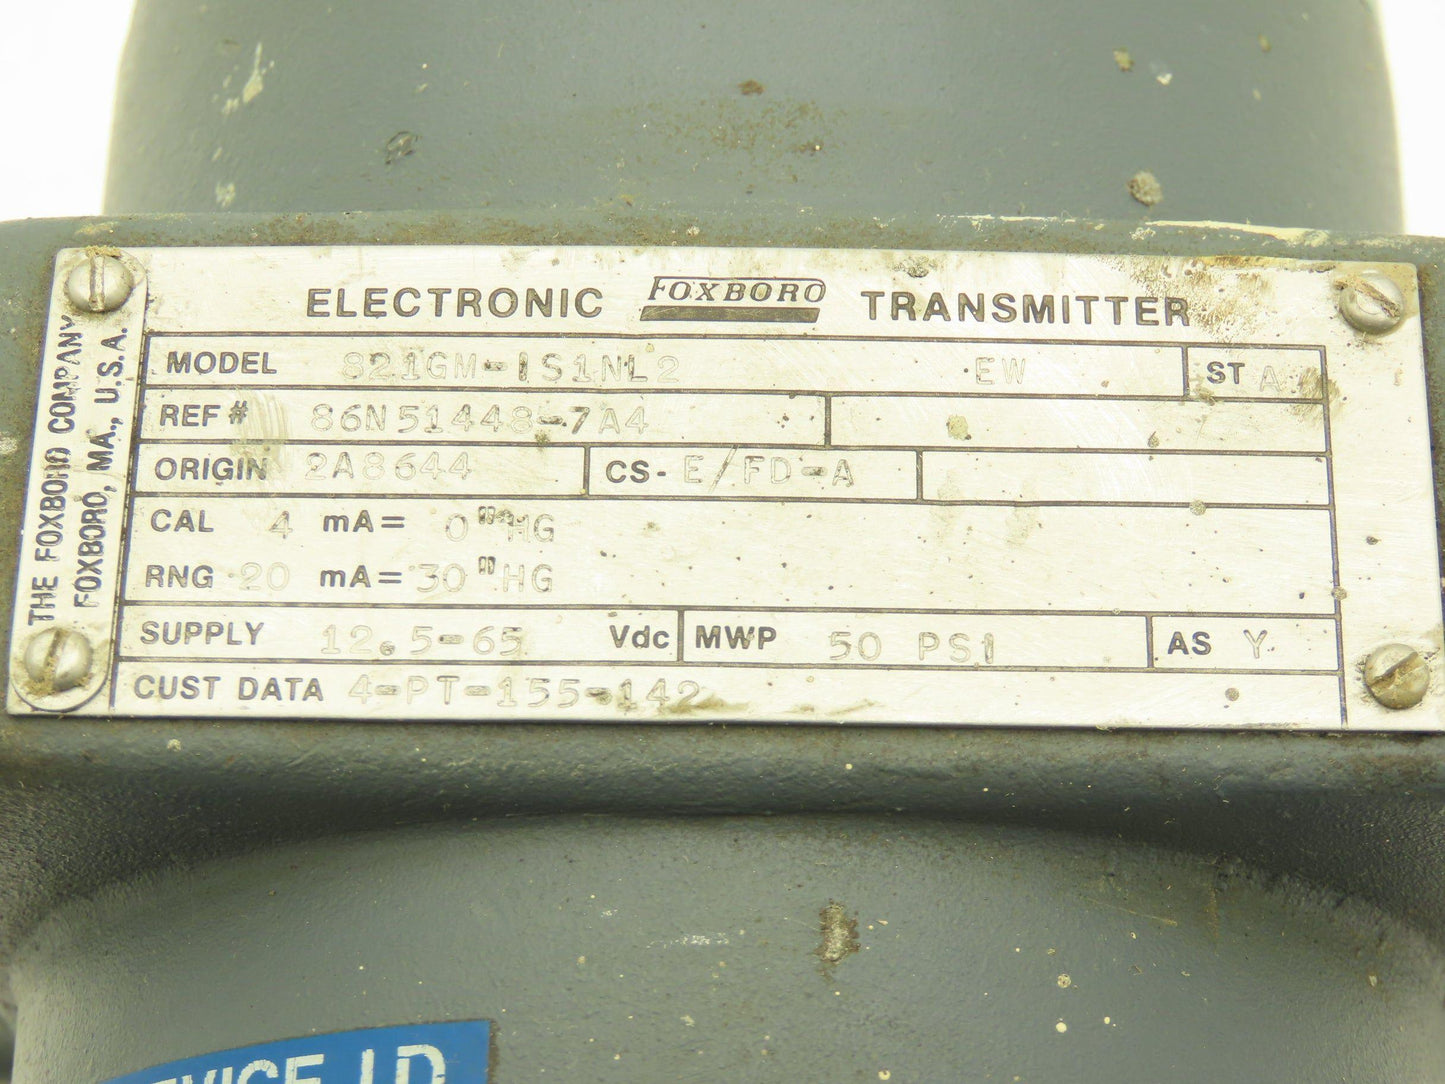 ELECTRONIC FOXBORO TRANSMITTER
THE FOXBORO COMPANY
FOXBORO, MA., U.S.A.
MODEL 821GM-IS1NL2 EW ST A
REF # 86N51448-7A4
ORIGIN 2A8644 CS- E/FD-A
CAL 4 mA= 0"HG
RNG 20 mA= 30"HG
SUPPLY 12.5-65 Vdc MWP 50 PSI AS Y
CUST DATA 4-PT-155-142
I.D